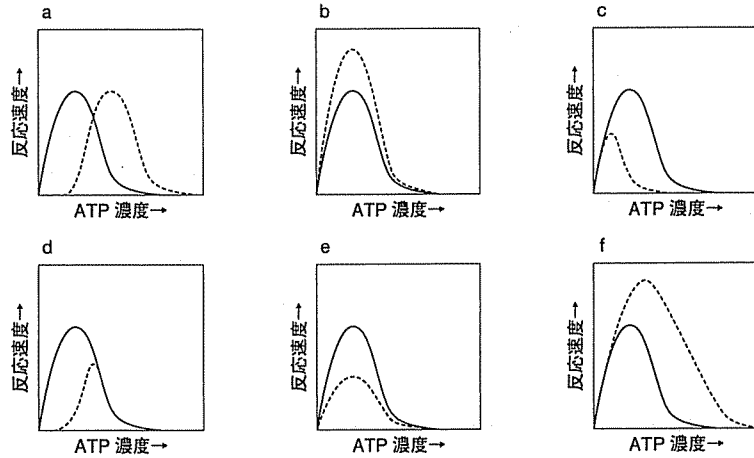 a
反応速度→
ATP 濃度→
b
反応速度→
ATP 濃度→
c
反応速度→
ATP 濃度→
d
反応速度→
ATP 濃度→
e
反応速度→
ATP 濃度→
f
反応速度→
ATP 濃度→